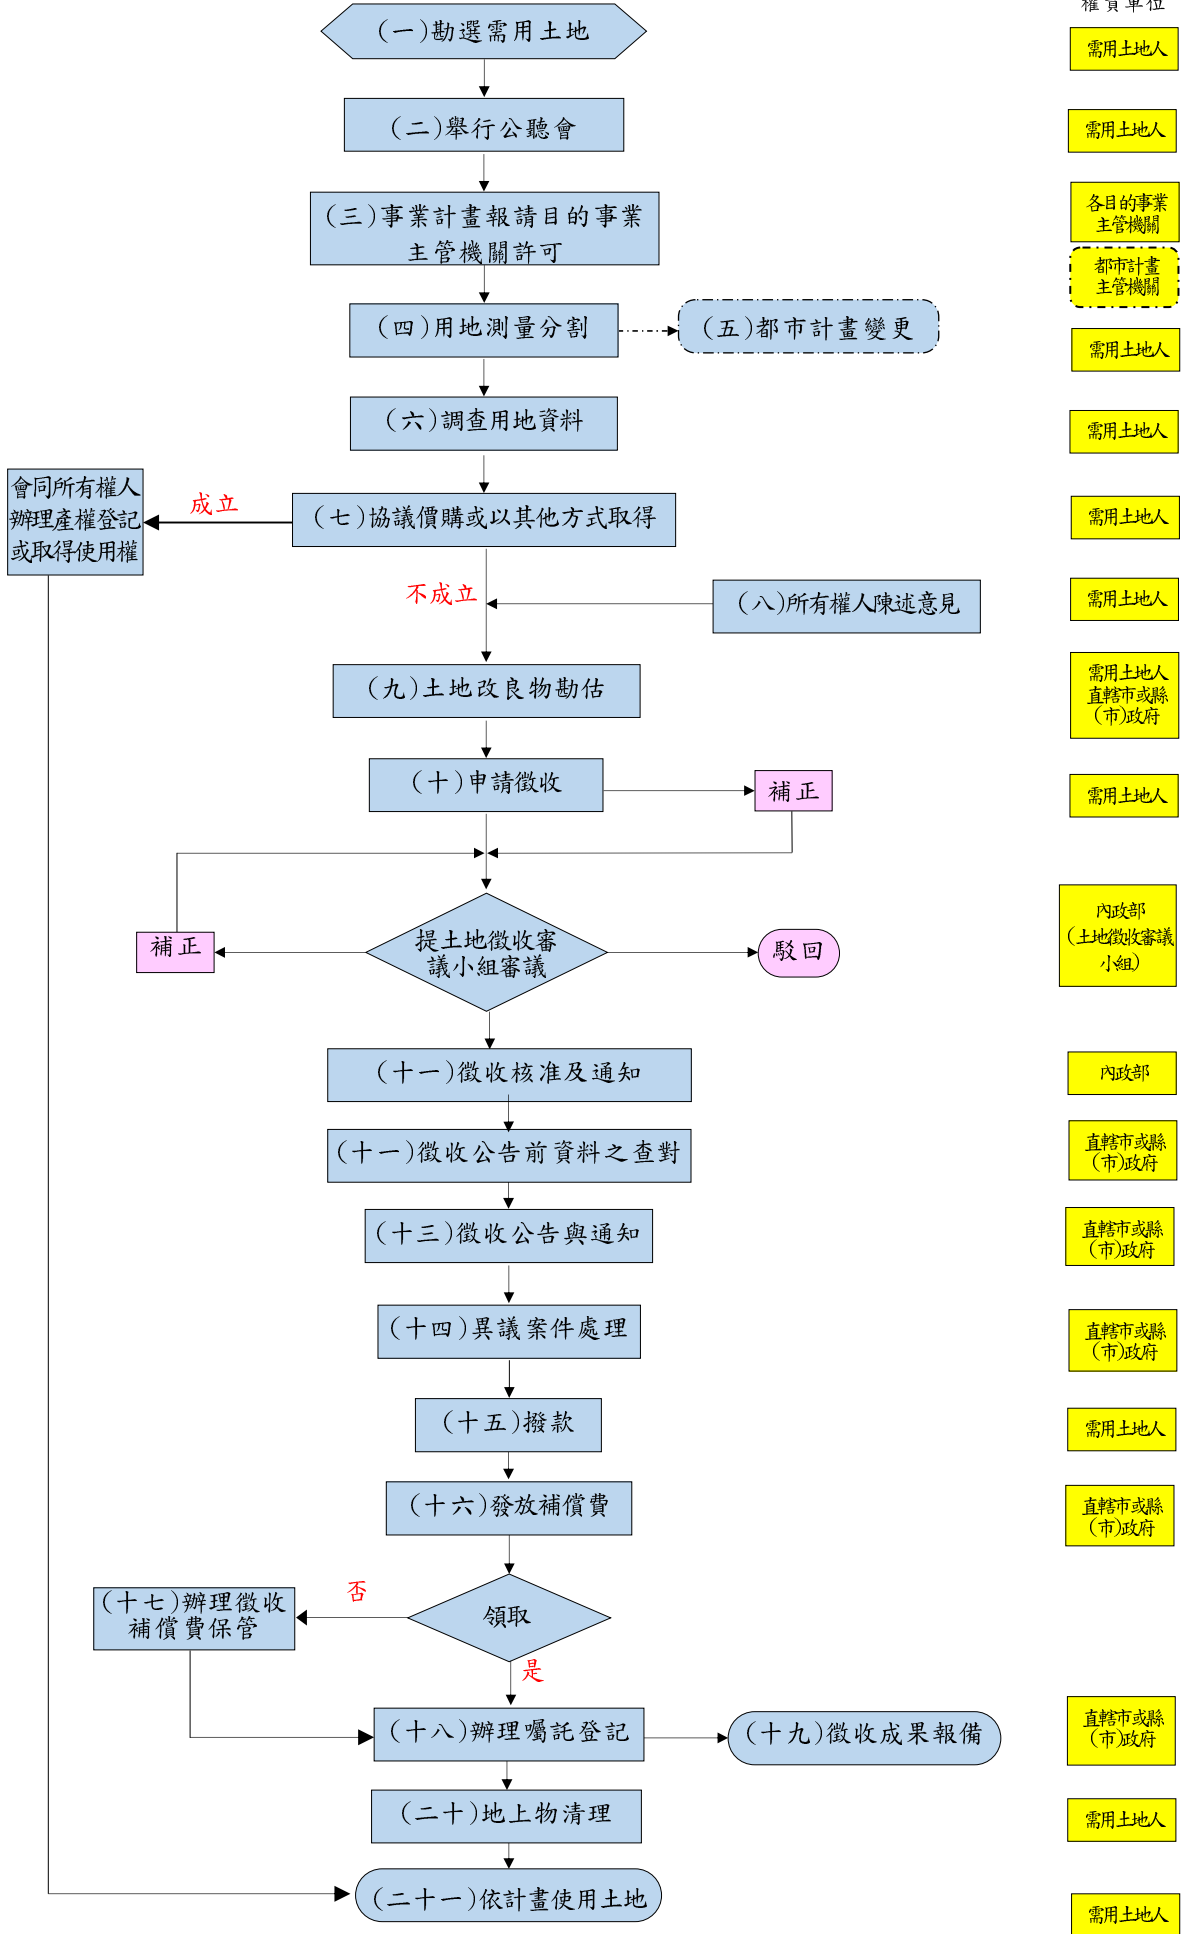 權責單位
(一)勘選需用土地
需用土地人
(二)舉行公聽會
需用土地人
(三)事業計畫報請目的事業
主管機關許可
各目的事業
主管機關
都市計畫
主管機關
(四)用地測量分割
(五)都市計畫變更
需用土地人
(六)調查用地資料
需用土地人
會同所有權人
辦理產權登記
或取得使用權
成立
(七)協議價購或以其他方式取得
需用土地人
不成立
(八)所有權人陳述意見
需用土地人
(九)土地改良物勘估
需用土地人
直轄市或縣
(市)政府
(十)申請徵收
補正
需用土地人
補正
提土地徵收審
議小組審議
駁回
內政部
(土地徵收審議
小組)
(十一)徵收核准及通知
內政部
(十一)徵收公告前資料之查對
直轄市或縣
(市)政府
(十三)徵收公告與通知
直轄市或縣
(市)政府
(十四)異議案件處理
直轄市或縣
(市)政府
(十五)撥款
需用土地人
(十六)發放補償費
直轄市或縣
(市)政府
(十七)辦理徵收
補償費保管
否
領取
是
(十八)辦理囑託登記
(十九)徵收成果報備
直轄市或縣
(市)政府
(二十)地上物清理
需用土地人
(二十一)依計畫使用土地
需用土地人